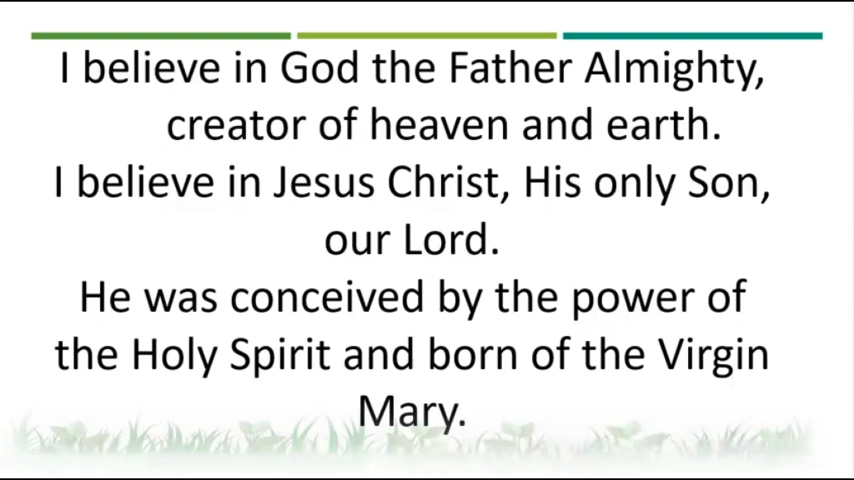 I believe in God the Father Almighty,
creator of heaven and earth.
I believe in Jesus Christ, His only Son,
our Lord.
He was conceived by the power of
the Holy Spirit and born of the Virgin
Mary.